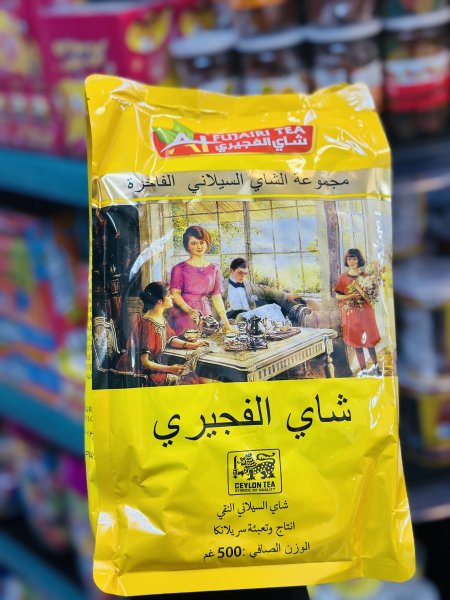 AL FUJAIRI TEA
شاي الفجيري
مجموعة الشاي السيلاني الفاخرة
شاي الفجيري
CEYLON TEA
SYMBOL OF QUALITY
شاي السيلاني النقي
انتاج وتعبئة سريلانكا
الوزن الصافي :500 غم